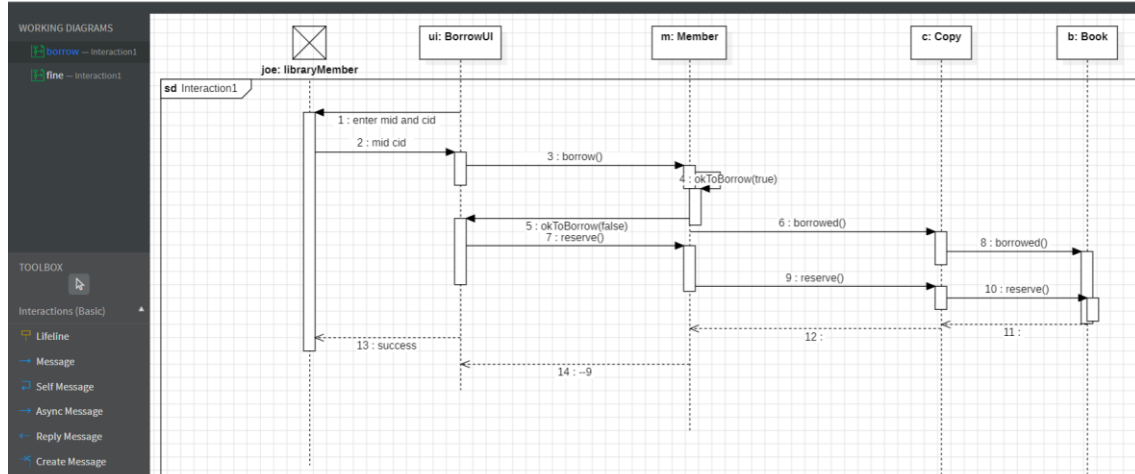 WORKING DIAGRAMS
borrow — Interaction1
fine — Interaction1
TOOLBOX
Interactions (Basic)
Lifeline
Message
Self Message
Async Message
Reply Message
Create Message
joe: libraryMember
ui: BorrowUI
m: Member
c: Copy
b: Book
sd Interaction1
1 : enter mid and cid
2 : mid cid
3 : borrow()
4 : okToBorrow(true)
5 : okToBorrow(false)
6 : borrowed()
7 : reserve()
8 : borrowed()
9 : reserve()
10 : reserve()
11 :
12 :
13 : success
14 : --9